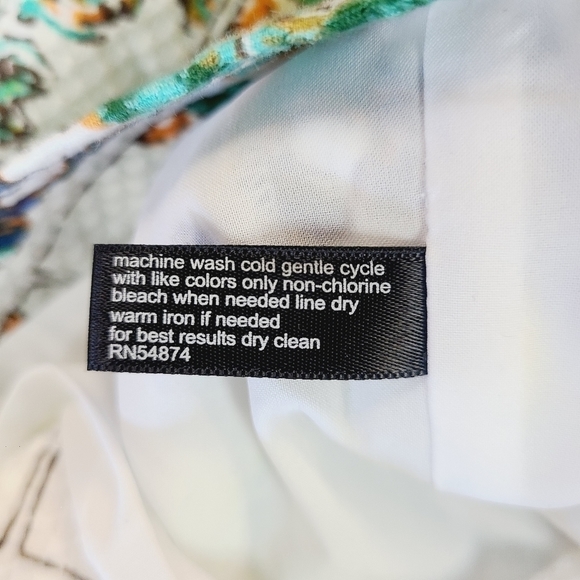 machine wash cold gentle cycle
with like colors only non-chlorine
bleach when needed line dry
warm iron if needed
for best results dry clean
RN54874